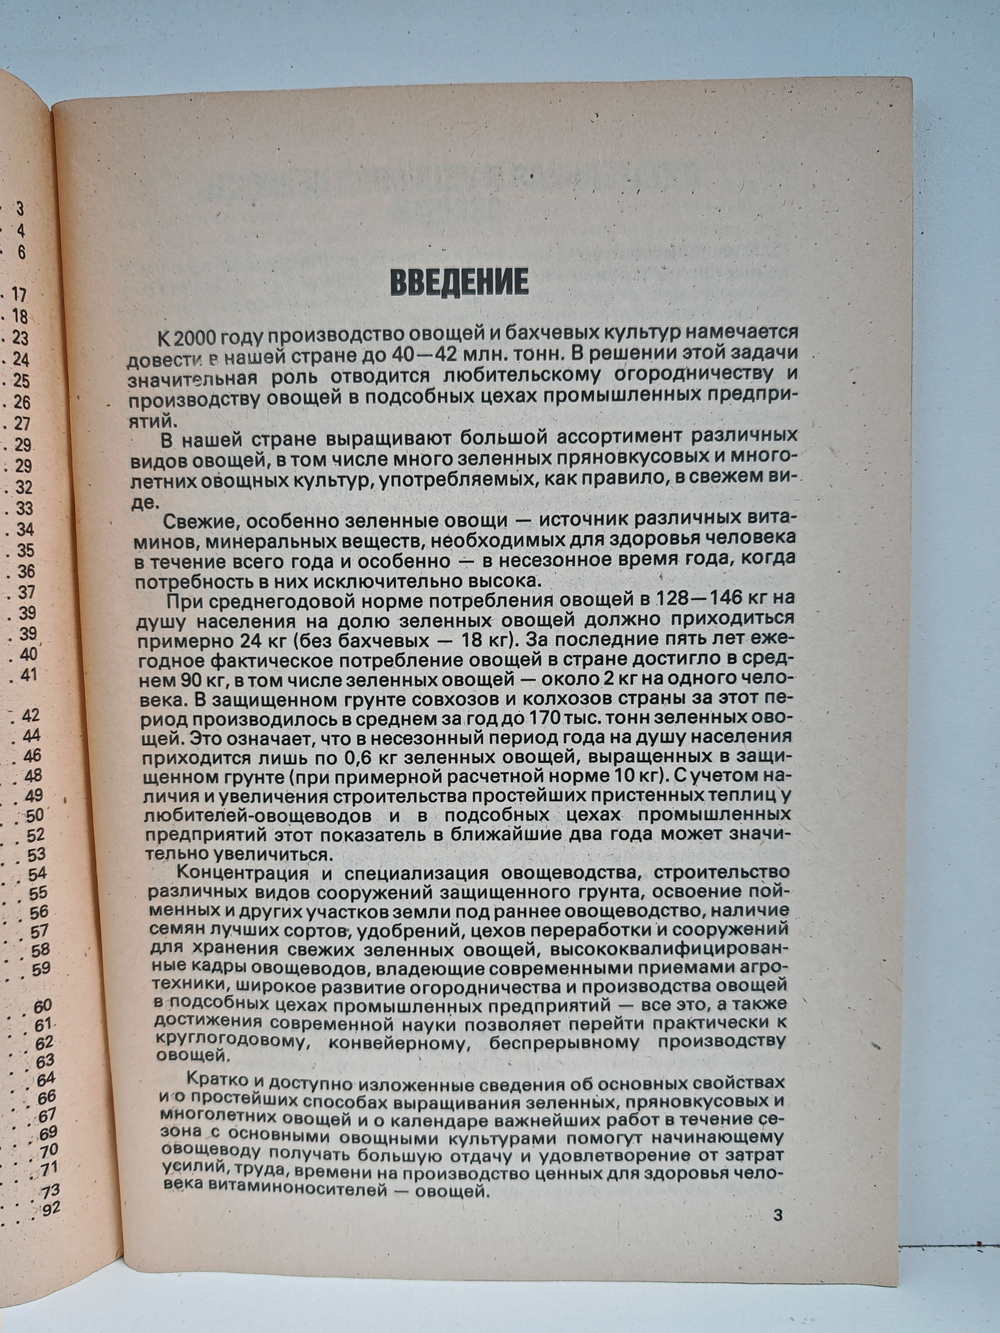 3
4
6
. 17
. 18
. 23
. 24
. 25
. 26
. 27
. 29
. 29
. 32
. 33
. 34
. 35
. 36
. 37
. 39
. 39
. 40
. 41
. 42
. 44
. 46
. 48
. 49
. 50
. 52
. 53
. 54
. 55
. 56
. 57
. 58
. 59
. 60
. 61
. 62
. 63
. 64
. 66
. 67
. 69
. 70
. 71
. 73
. 92
ВВЕДЕНИЕ
К 2000 году производство овощей и бахчевых культур намечается
довести в нашей стране до 40—42 млн. тонн. В решении этой задачи
значительная роль отводится любительскому огородничеству и
производству овощей в подсобных цехах промышленных предпри-
ятий.
В нашей стране выращивают большой ассортимент различных
видов овощей, в том числе много зеленных пряновкусовых и много-
летних овощных культур, употребляемых, как правило, в свежем ви-
де.
Свежие, особенно зеленные овощи — источник различных вита-
минов, минеральных веществ, необходимых для здоровья человека
в течение всего года и особенно — в несезонное время года, когда
потребность в них исключительно высока.
При среднегодовой норме потребления овощей в 128—146 кг на
душу населения на долю зеленных овощей должно приходиться
примерно 24 кг (без бахчевых — 18 кг). За последние пять лет еже-
годное фактическое потребление овощей в стране достигло в сред-
нем 90 кг, в том числе зеленных овощей — около 2 кг на одного чело-
века. В защищенном грунте совхозов и колхозов страны за этот пе-
риод производилось в среднем за год до 170 тыс. тонн зеленных ово-
щей. Это означает, что в несезонный период года на душу населения
приходится лишь по 0,6 кг зеленных овощей, выращенных в защи-
щенном грунте (при примерной расчетной норме 10 кг). С учетом на-
личия и увеличения строительства простейших пристенных теплиц у
любителей-овощеводов и в подсобных цехах промышленных
предприятий этот показатель в ближайшие два года может значи-
тельно увеличиться.
Концентрация и специализация овощеводства, строительство
различных видов сооружений защищенного грунта, освоение пой-
менных и других участков земли под раннее овощеводство, наличие
семян лучших сортов, удобрений, цехов переработки и сооружений
для хранения свежих зеленных овощей, высококвалифицирован-
ные кадры овощеводов, владеющие современными приемами агро-
техники, широкое развитие огородничества и производства овощей
в подсобных цехах промышленных предприятий — все это, а также
достижения современной науки позволяет перейти практически к
круглогодовому, конвейерному, беспрерывному производству
овощей.
Кратко и доступно изложенные сведения об основных свойствах
и о простейших способах выращивания зеленных, пряновкусовых и
многолетних овощей и о календаре важнейших работ в течение се-
зона с основными овощными культурами помогут начинающему
овощеводу получать большую отдачу и удовлетворение от затрат
усилий, труда, времени на производство ценных для здоровья чело-
века витаминоносителей — овощей.
3